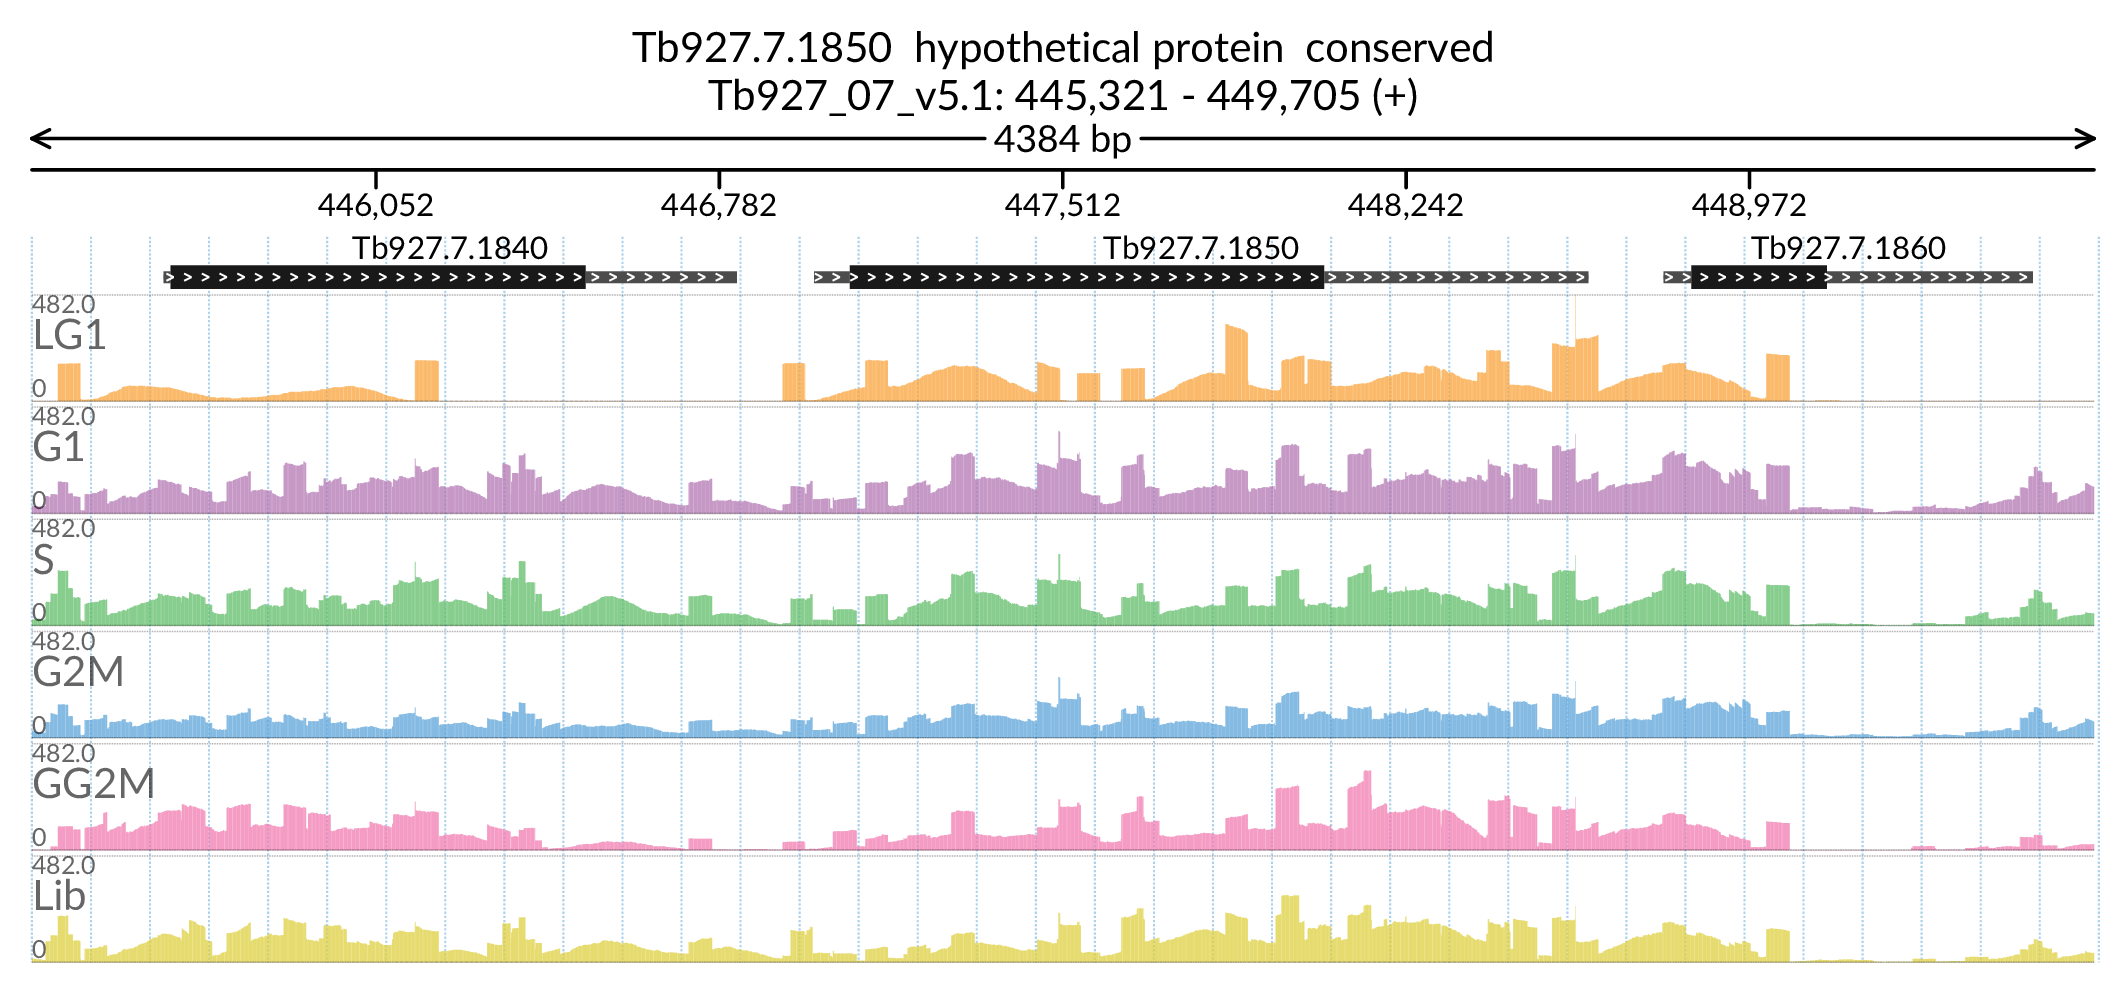 Tb927.7.1850  hypothetical protein  conserved
Tb927_07_v5.1: 445,321 - 449,705 (+)
4384 bp
446,052 446,782 447,512 448,242 448,972
Tb927.7.1840 Tb927.7.1850 Tb927.7.1860
482.0
LG1
0
482.0
G1
0
482.0
S
0
482.0
G2M
0
482.0
GG2M
0
482.0
Lib
0